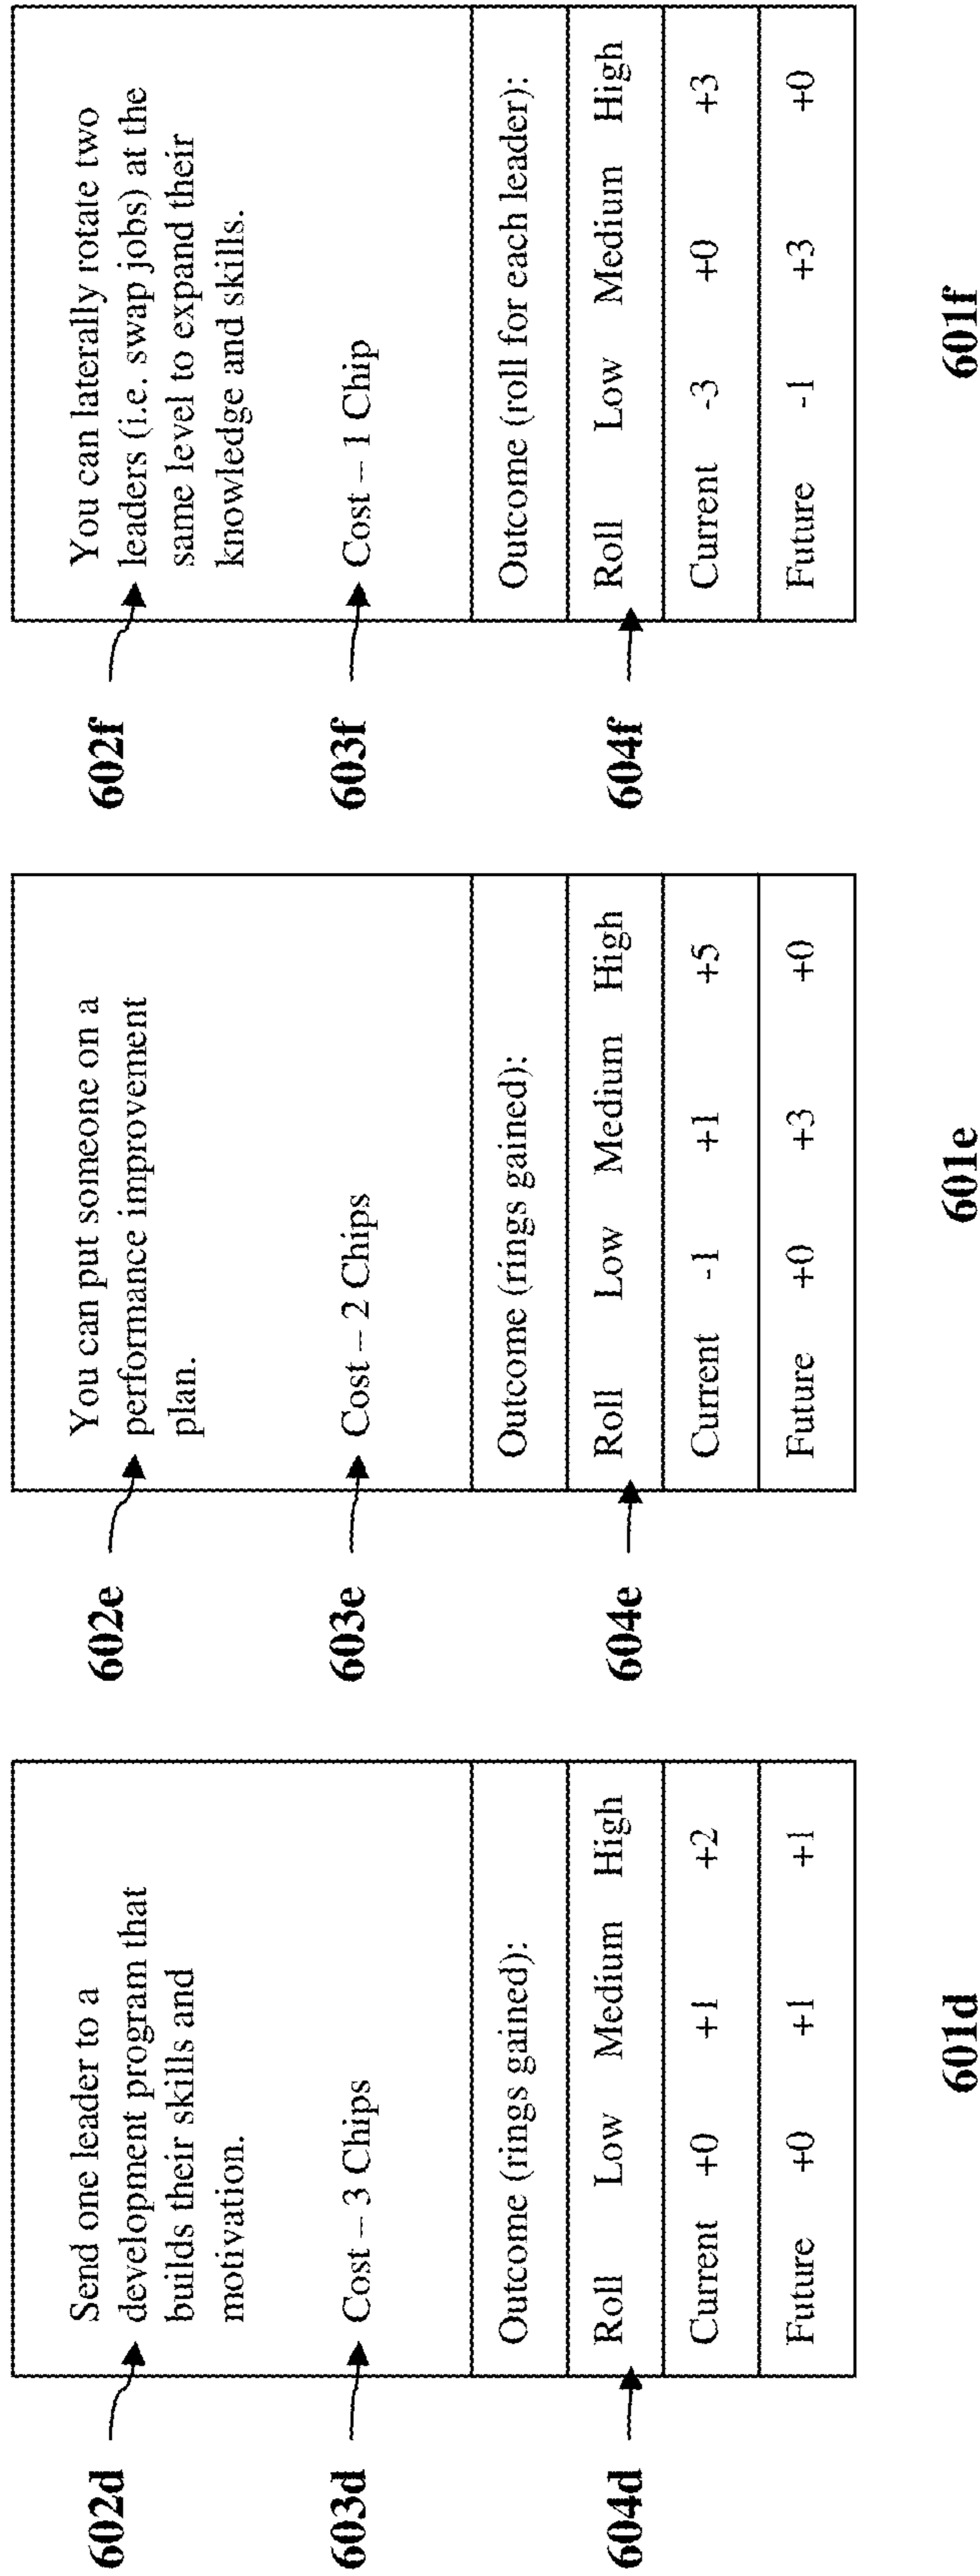 602d
Send one leader to a
development program that
builds their skills and
motivation.
603d
Cost – 3 Chips
Outcome (rings gained):
604d
Roll Low Medium High
Current +0 +1 +2
Future +0 +1 +1
601d
602e
You can put someone on a
performance improvement
plan.
603e
Cost – 2 Chips
Outcome (rings gained):
604e
Roll Low Medium High
Current -1 +1 +5
Future +0 +3 +0
601e
602f
You can laterally rotate two
leaders (i.e. swap jobs) at the
same level to expand their
knowledge and skills.
603f
Cost – 1 Chip
Outcome (roll for each leader):
604f
Roll Low Medium High
Current -3 +0 +3
Future -1 +3 +0
601f